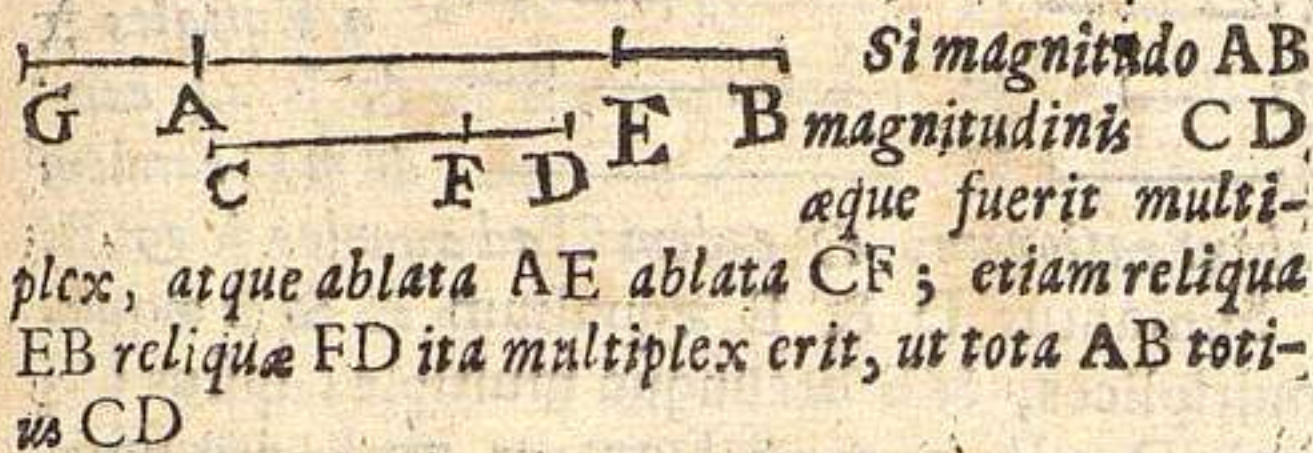 Si magnitudo AB
G A E B magnitudinis CD
C F D
æque fuerit multi-
plex, atque ablata AE ablata CF; etiam reliqua
EB reliquæ FD ita multiplex erit, ut tota AB toti-
us CD